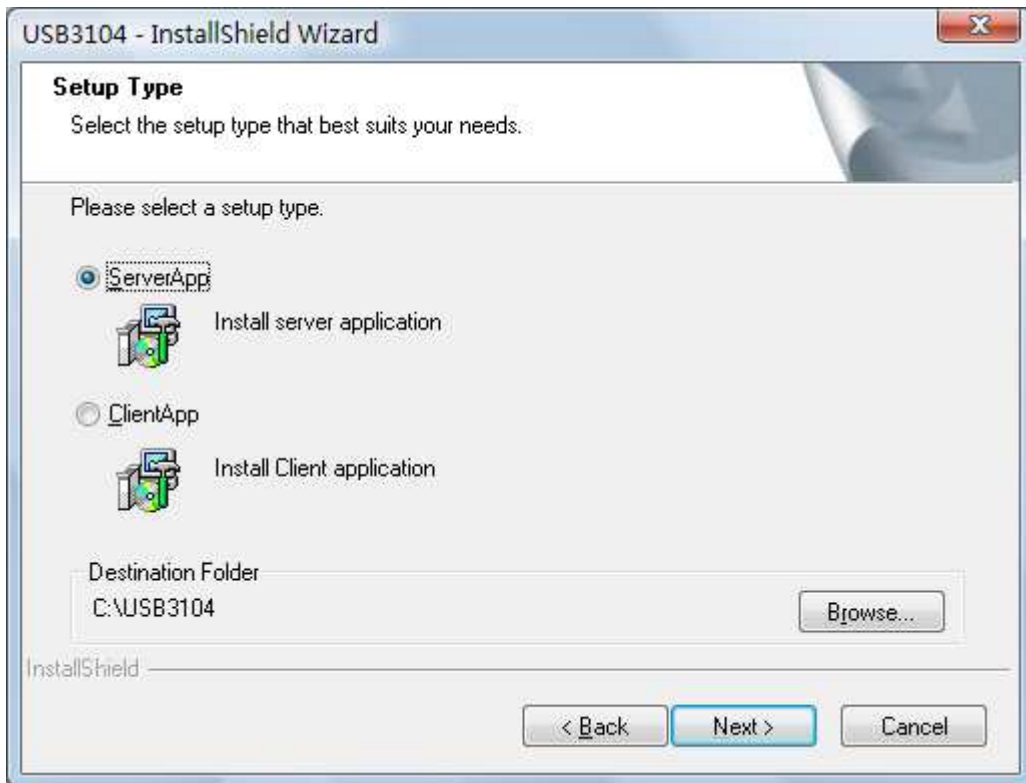 USB3104 - InstallShield Wizard
Setup Type
Select the setup type that best suits your needs.
Please select a setup type.
ServerApp
Install server application
ClientApp
Install Client application
Destination Folder
C:\USB3104
Browse...
InstallShield
< Back
Next >
Cancel